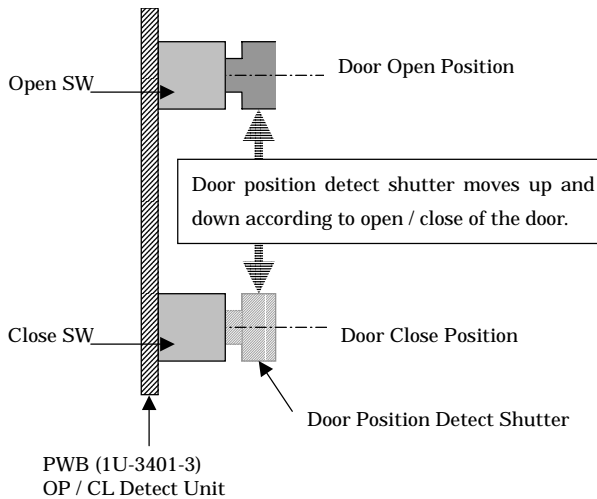 Door Open Position
Open SW
Door position detect shutter moves up and
down according to open / close of the door.
Close SW
Door Close Position
Door Position Detect Shutter
PWB (1U-3401-3)
OP / CL Detect Unit